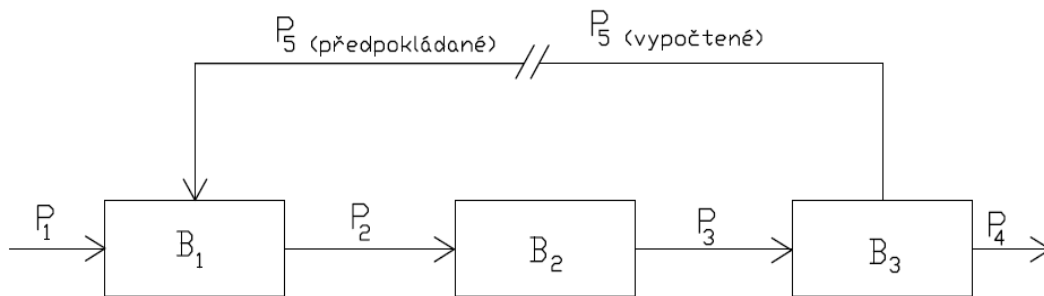 P5 (předpokládané)
P5 (vypočtené)
P1
B1
P2
B2
P3
B3
P4